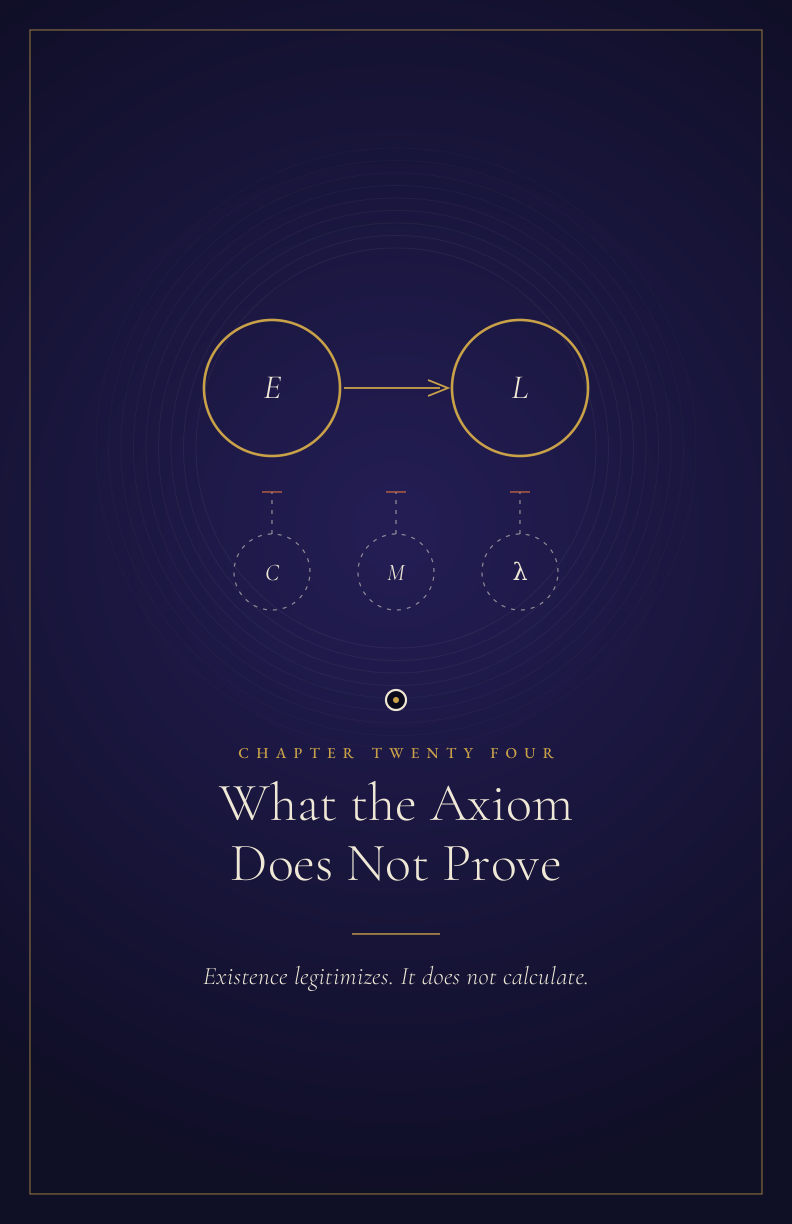 E L
C M λ
CHAPTER TWENTY FOUR
What the Axiom
Does Not Prove
Existence legitimizes. It does not calculate.